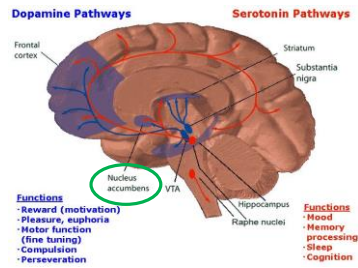 Dopamine Pathways
Serotonin Pathways
Frontal
cortex
Striatum
Substantia
nigra
Nucleus
accumbens
VTA
Hippocampus
Raphe nuclei
Functions
·Reward (motivation)
·Pleasure, euphoria
·Motor function
(fine tuning)
·Compulsion
·Perseveration
Functions
·Mood
·Memory
processing
·Sleep
·Cognition